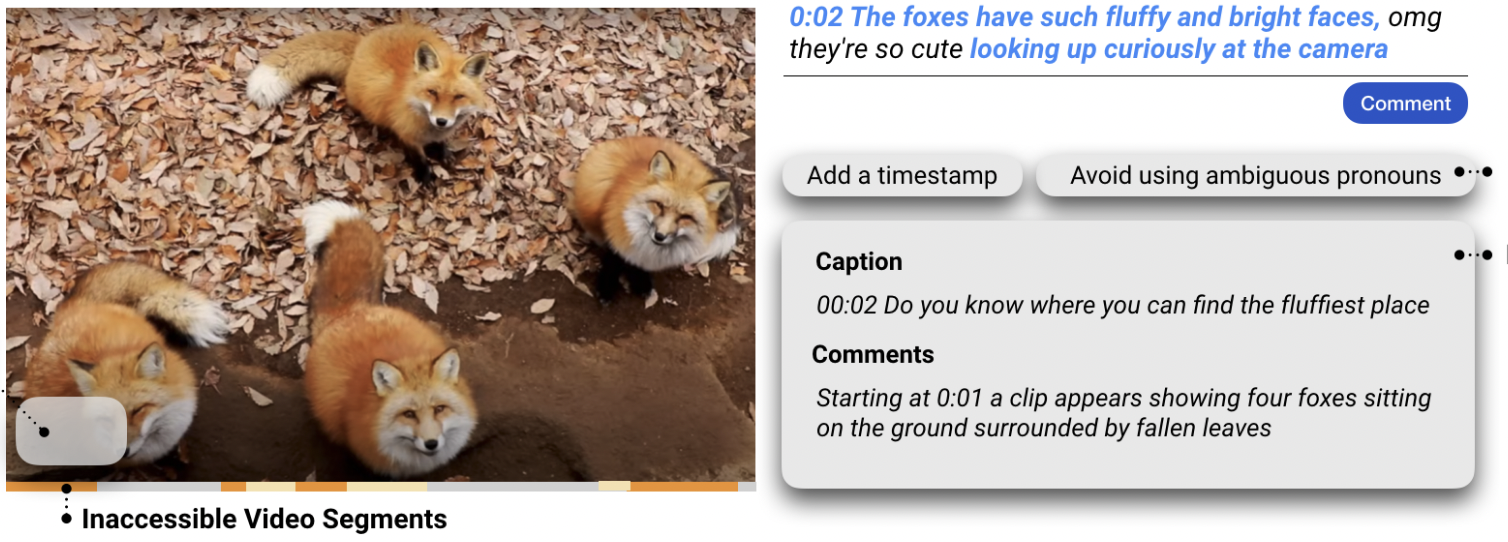 0:02 The foxes have such fluffy and bright faces, omg
they're so cute looking up curiously at the camera
Comment
Add a timestamp
Avoid using ambiguous pronouns
Caption
00:02 Do you know where you can find the fluffiest place
Comments
Starting at 0:01 a clip appears showing four foxes sitting
on the ground surrounded by fallen leaves
Inaccessible Video Segments